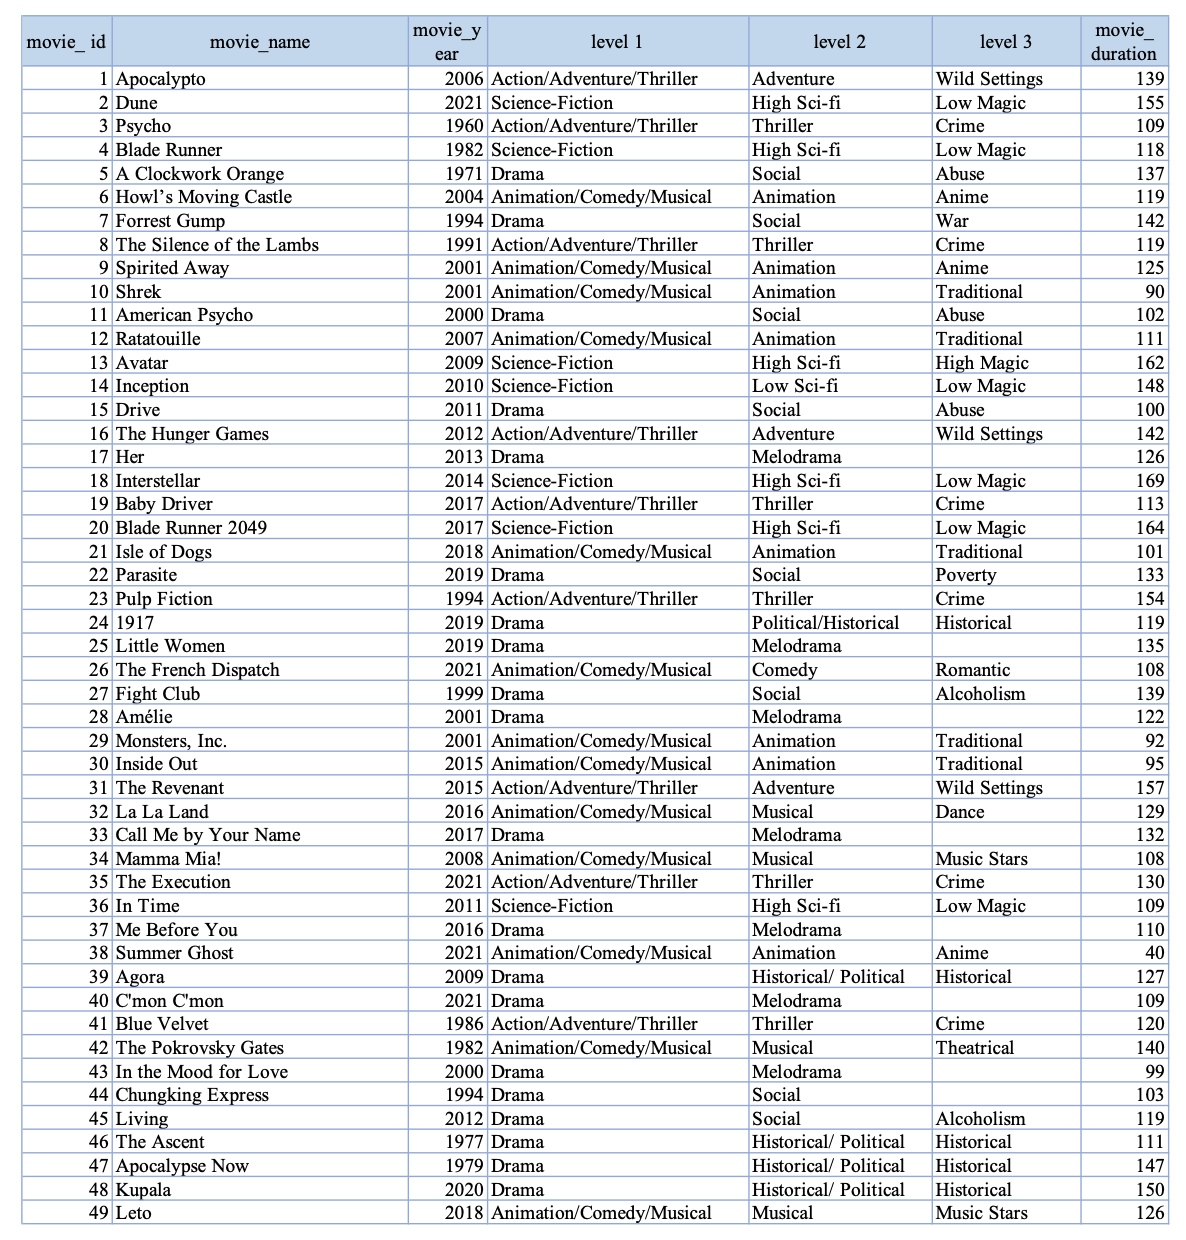 movie_ id movie_name movie_y ear level 1 level 2 level 3 movie_ duration
1 Apocalypto 2006 Action/Adventure/Thriller Adventure Wild Settings 139
2 Dune 2021 Science-Fiction High Sci-fi Low Magic 155
3 Psycho 1960 Action/Adventure/Thriller Thriller Crime 109
4 Blade Runner 1982 Science-Fiction High Sci-fi Low Magic 118
5 A Clockwork Orange 1971 Drama Social Abuse 137
6 Howl’s Moving Castle 2004 Animation/Comedy/Musical Animation Anime 119
7 Forrest Gump 1994 Drama Social War 142
8 The Silence of the Lambs 1991 Action/Adventure/Thriller Thriller Crime 119
9 Spirited Away 2001 Animation/Comedy/Musical Animation Anime 125
10 Shrek 2001 Animation/Comedy/Musical Animation Traditional 90
11 American Psycho 2000 Drama Social Abuse 102
12 Ratatouille 2007 Animation/Comedy/Musical Animation Traditional 111
13 Avatar 2009 Science-Fiction High Sci-fi High Magic 162
14 Inception 2010 Science-Fiction Low Sci-fi Low Magic 148
15 Drive 2011 Drama Social Abuse 100
16 The Hunger Games 2012 Action/Adventure/Thriller Adventure Wild Settings 142
17 Her 2013 Drama Melodrama 126
18 Interstellar 2014 Science-Fiction High Sci-fi Low Magic 169
19 Baby Driver 2017 Action/Adventure/Thriller Thriller Crime 113
20 Blade Runner 2049 2017 Science-Fiction High Sci-fi Low Magic 164
21 Isle of Dogs 2018 Animation/Comedy/Musical Animation Traditional 101
22 Parasite 2019 Drama Social Poverty 133
23 Pulp Fiction 1994 Action/Adventure/Thriller Thriller Crime 154
24 1917 2019 Drama Political/Historical Historical 119
25 Little Women 2019 Drama Melodrama 135
26 The French Dispatch 2021 Animation/Comedy/Musical Comedy Romantic 108
27 Fight Club 1999 Drama Social Alcoholism 139
28 Amélie 2001 Drama Melodrama 122
29 Monsters, Inc. 2001 Animation/Comedy/Musical Animation Traditional 92
30 Inside Out 2015 Animation/Comedy/Musical Animation Traditional 95
31 The Revenant 2015 Action/Adventure/Thriller Adventure Wild Settings 157
32 La La Land 2016 Animation/Comedy/Musical Musical Dance 129
33 Call Me by Your Name 2017 Drama Melodrama 132
34 Mamma Mia! 2008 Animation/Comedy/Musical Musical Music Stars 108
35 The Execution 2021 Action/Adventure/Thriller Thriller Crime 130
36 In Time 2011 Science-Fiction High Sci-fi Low Magic 109
37 Me Before You 2016 Drama Melodrama 110
38 Summer Ghost 2021 Animation/Comedy/Musical Animation Anime 40
39 Agora 2009 Drama Historical/ Political Historical 127
40 C'mon C'mon 2021 Drama Melodrama 109
41 Blue Velvet 1986 Action/Adventure/Thriller Thriller Crime 120
42 The Pokrovsky Gates 1982 Animation/Comedy/Musical Musical Theatrical 140
43 In the Mood for Love 2000 Drama Melodrama 99
44 Chungking Express 1994 Drama Social 103
45 Living 2012 Drama Social Alcoholism 119
46 The Ascent 1977 Drama Historical/ Political Historical 111
47 Apocalypse Now 1979 Drama Historical/ Political Historical 147
48 Kupala 2020 Drama Historical/ Political Historical 150
49 Leto 2018 Animation/Comedy/Musical Musical Music Stars 126